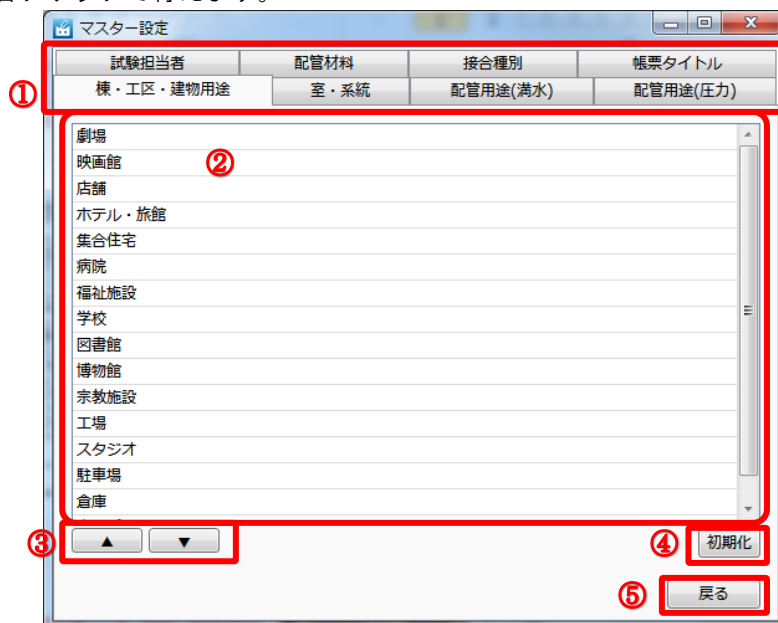 マスター設定
試験担当者 配管材料 接合種別 帳票タイトル
① 棟・工区・建物用途 室・系統 配管用途(満水) 配管用途(圧力)
劇場
映画館 ②
店舗
ホテル・旅館
集合住宅
病院
福祉施設
学校
図書館
博物館
宗教施設
工場
スタジオ
駐車場
倉庫
③ ▲ ▼ ④ 初期化
⑤ 戻る